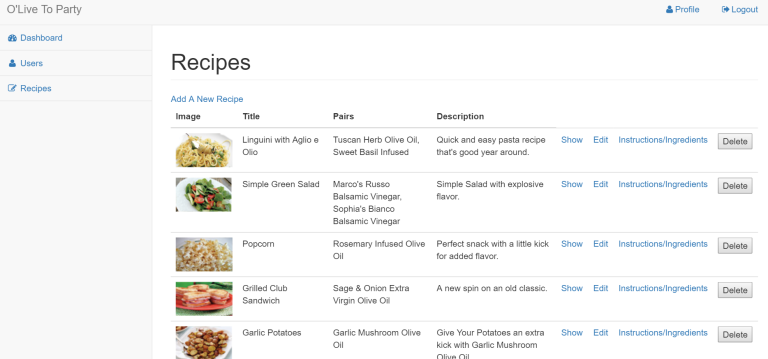 O'Live To Party
Profile Logout
Dashboard
Users
Recipes
Recipes
Add A New Recipe
Image Title Pairs Description
Linguini with Aglio e
Olio
Tuscan Herb Olive Oil,
Sweet Basil Infused
Quick and easy pasta recipe
that's good year around.
Show Edit Instructions/Ingredients Delete
Simple Green Salad
Marco's Russo
Balsamic Vinegar,
Sophia's Bianco
Balsamic Vinegar
Simple Salad with explosive
flavor.
Show Edit Instructions/Ingredients Delete
Popcorn
Rosemary Infused Olive
Oil
Perfect snack with a little kick
for added flavor.
Show Edit Instructions/Ingredients Delete
Grilled Club
Sandwich
Sage & Onion Extra
Virgin Olive Oil
A new spin on an old classic.
Show Edit Instructions/Ingredients Delete
Garlic Potatoes
Garlic Mushroom Olive
Oil
Give Your Potatoes an extra
kick with Garlic Mushroom
Olive Oil
Show Edit Instructions/Ingredients Delete